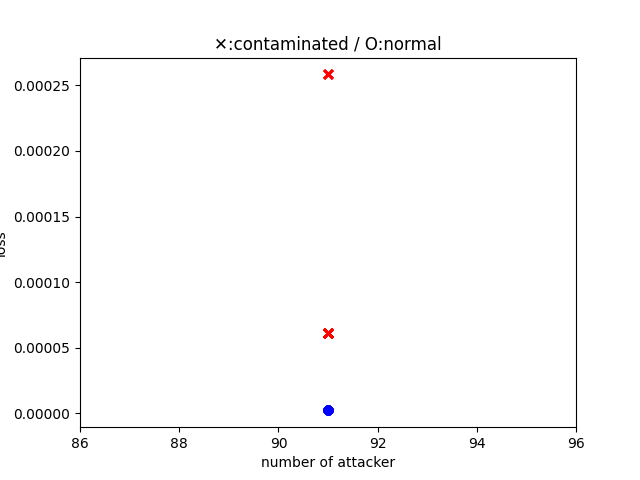 ✕:contaminated / O:normal
0.00025
0.00020
0.00015
0.00010
0.00005
0.00000
loss
86 88 90 92 94 96
number of attacker